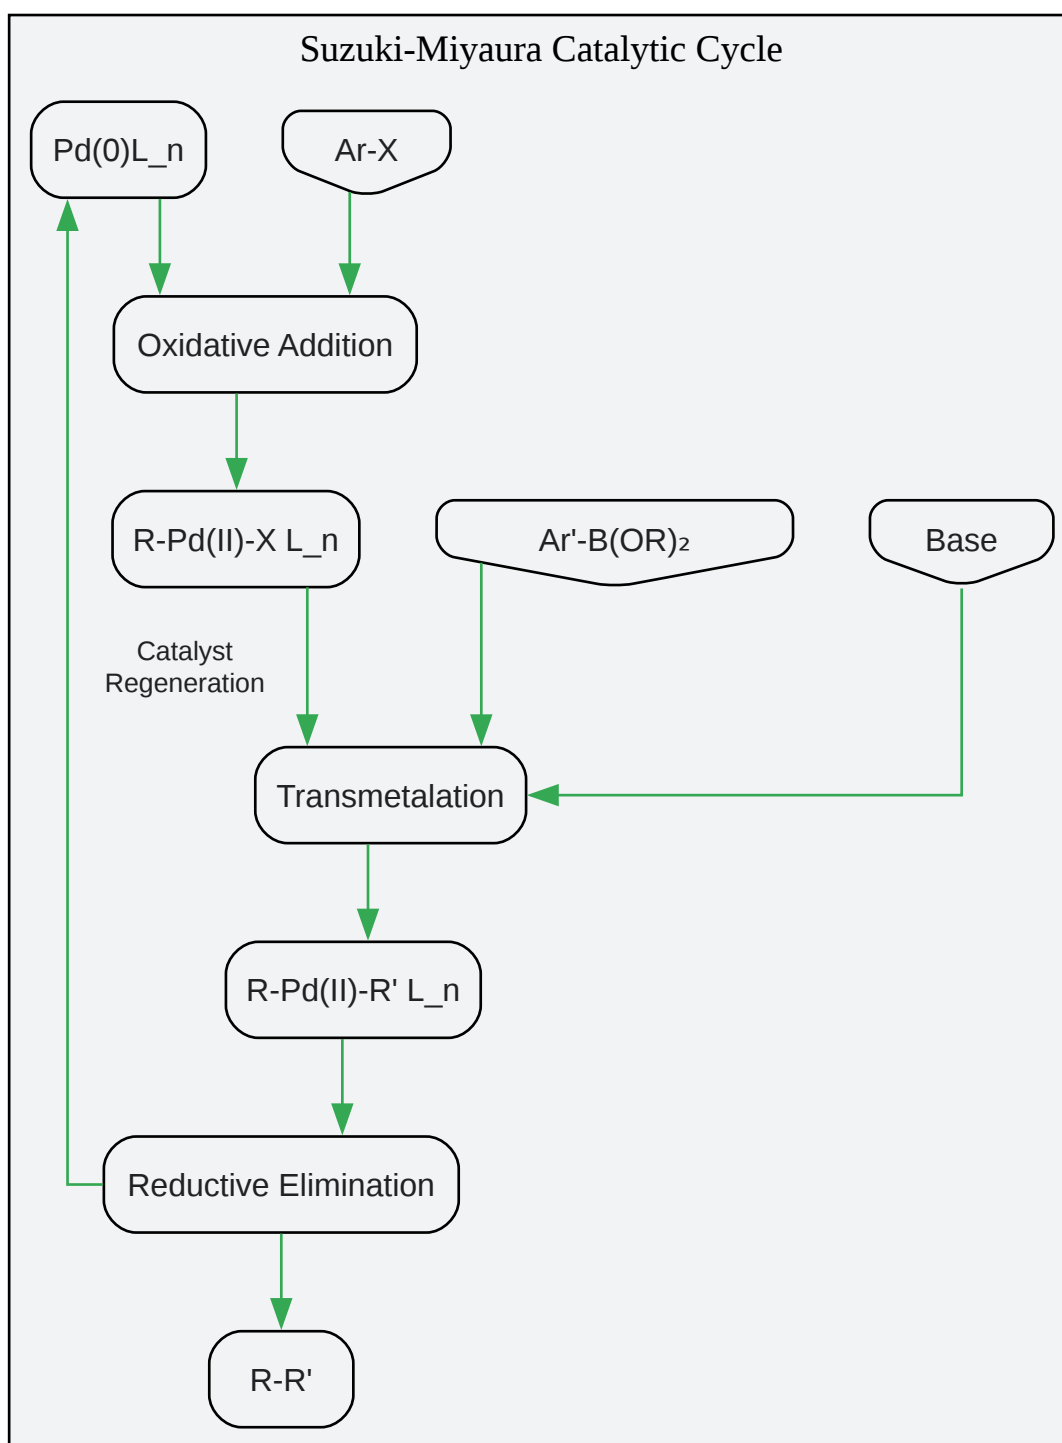 Suzuki-Miyaura Catalytic Cycle
Pd(0)L_n
Ar-X
Oxidative Addition
R-Pd(II)-X L_n
Ar'-B(OR)₂
Base
Catalyst
Regeneration
Transmetalation
R-Pd(II)-R' L_n
Reductive Elimination
R-R'